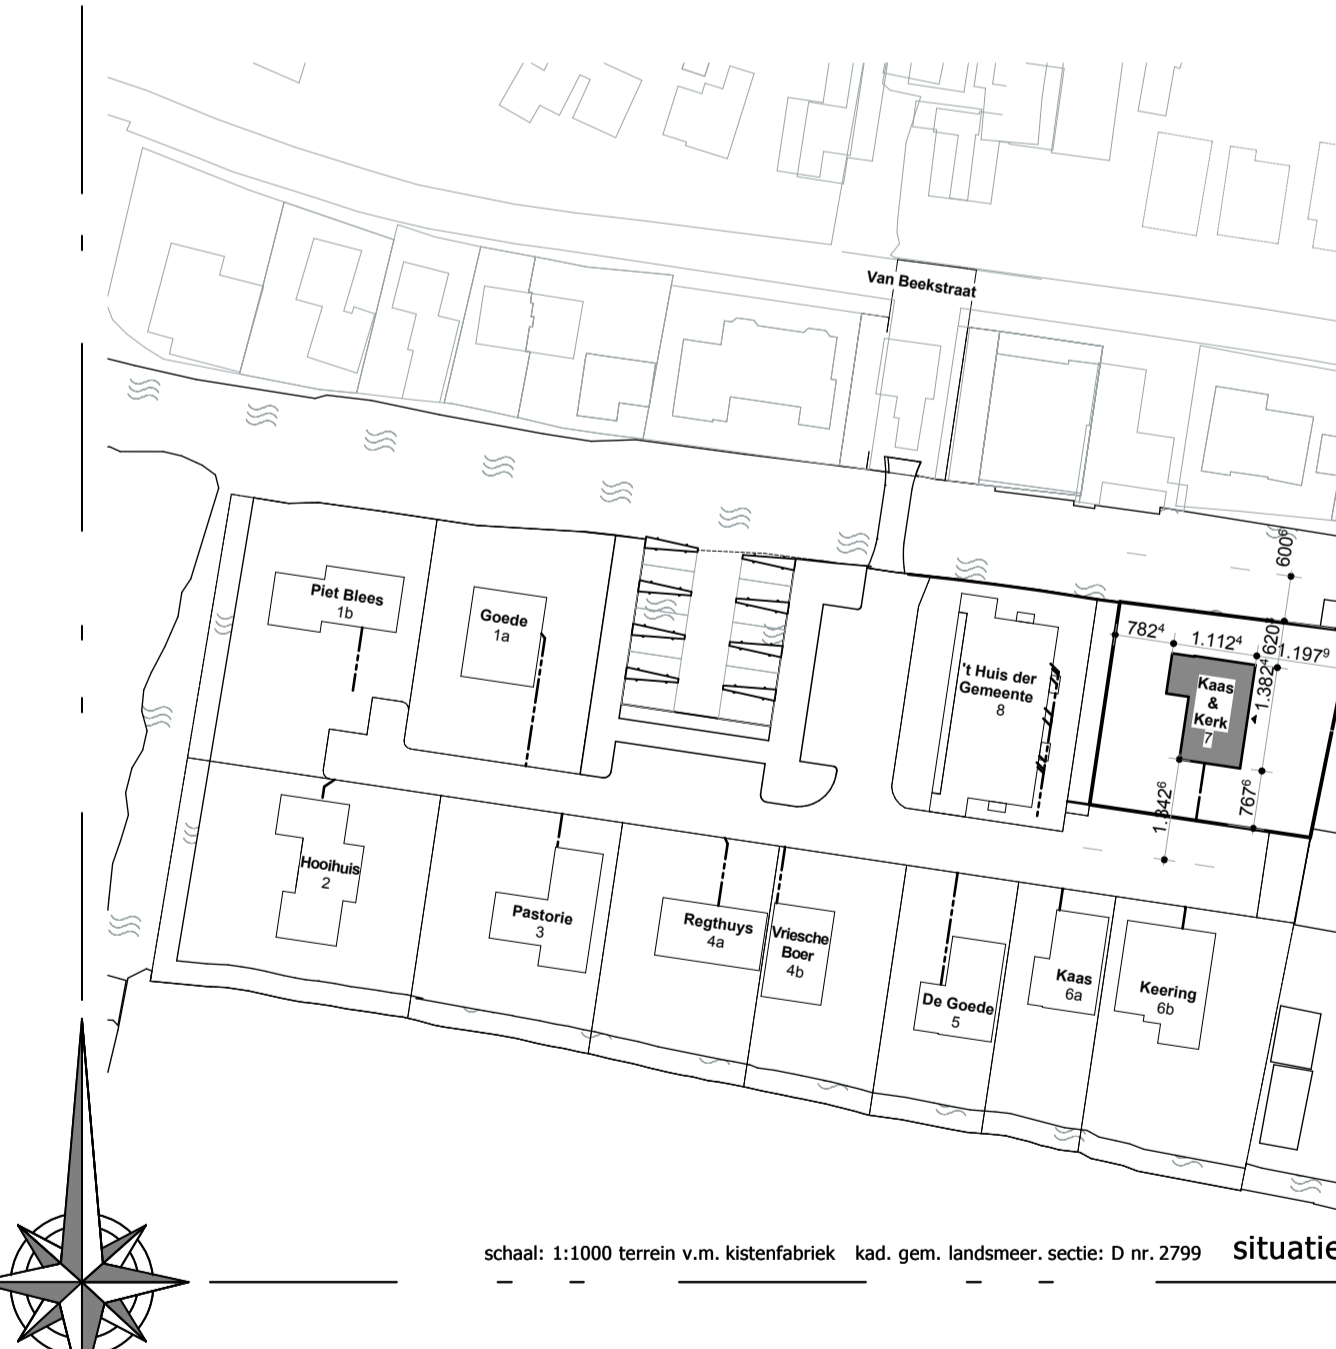 Van Beekstraat
600⁶
782⁴
1.112⁴
620³
1.197⁹
Piet Blees
1b
Goede
1a
't Huis der
Gemeente
8
Kaas
&
Kerk
7
1.382⁴
1.342⁶
767⁶
Hooihuis
2
Pastorie
3
Regthuys
4a
Vriesche
Boer
4b
De Goede
5
Kaas
6a
Keering
6b
schaal: 1:1000 terrein v.m. kistenfabriek kad. gem. landsmeer. sectie: D nr. 2799 situatie